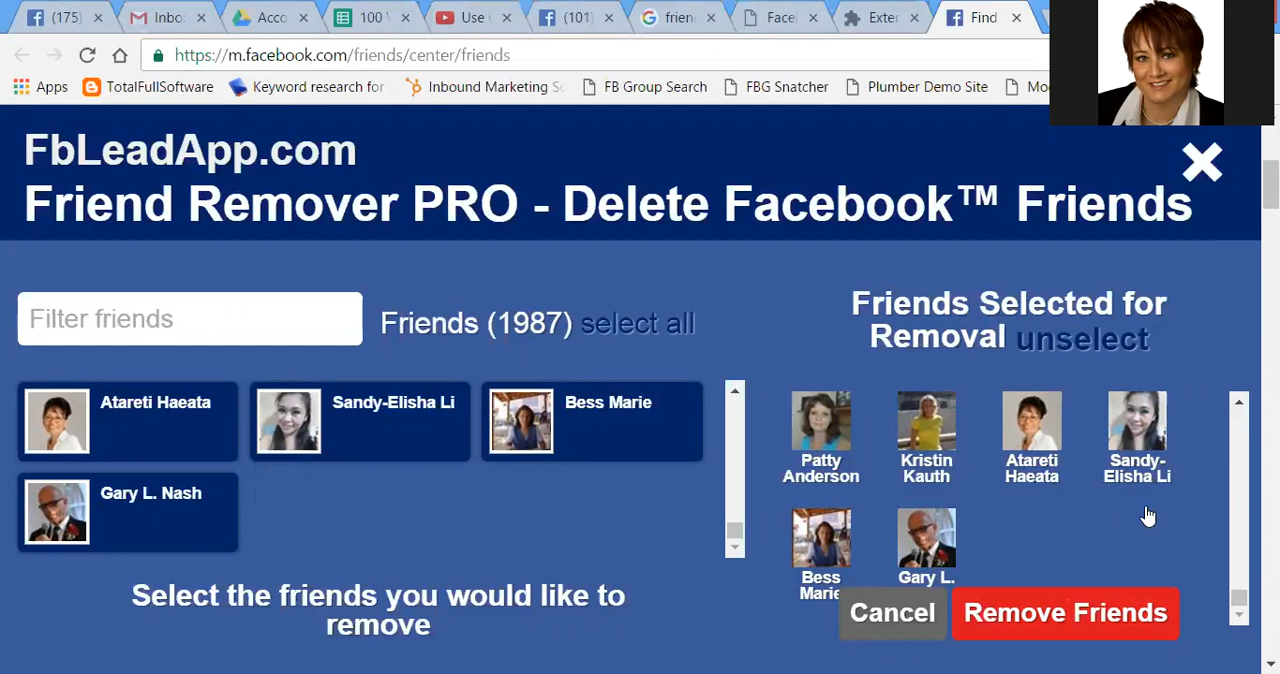 (175)
Inbo
Acco
100
Use
(101)
frien
Face
Exter
Find
https://m.facebook.com/friends/center/friends
Apps
TotalFullSoftware
Keyword research for
Inbound Marketing
FB Group Search
FBG Snatcher
Plumber Demo Site
FbLeadApp.com
Friend Remover PRO - Delete Facebook™ Friends
Filter friends
Friends (1987) select all
Friends Selected for
Removal unselect
Atareti Haeata
Sandy-Elisha Li
Bess Marie
Gary L. Nash
Patty
Anderson
Kristin
Kauth
Atareti
Haeata
Sandy-
Elisha Li
Bess
Marie
Gary L.
Select the friends you would like to
remove
Cancel
Remove Friends